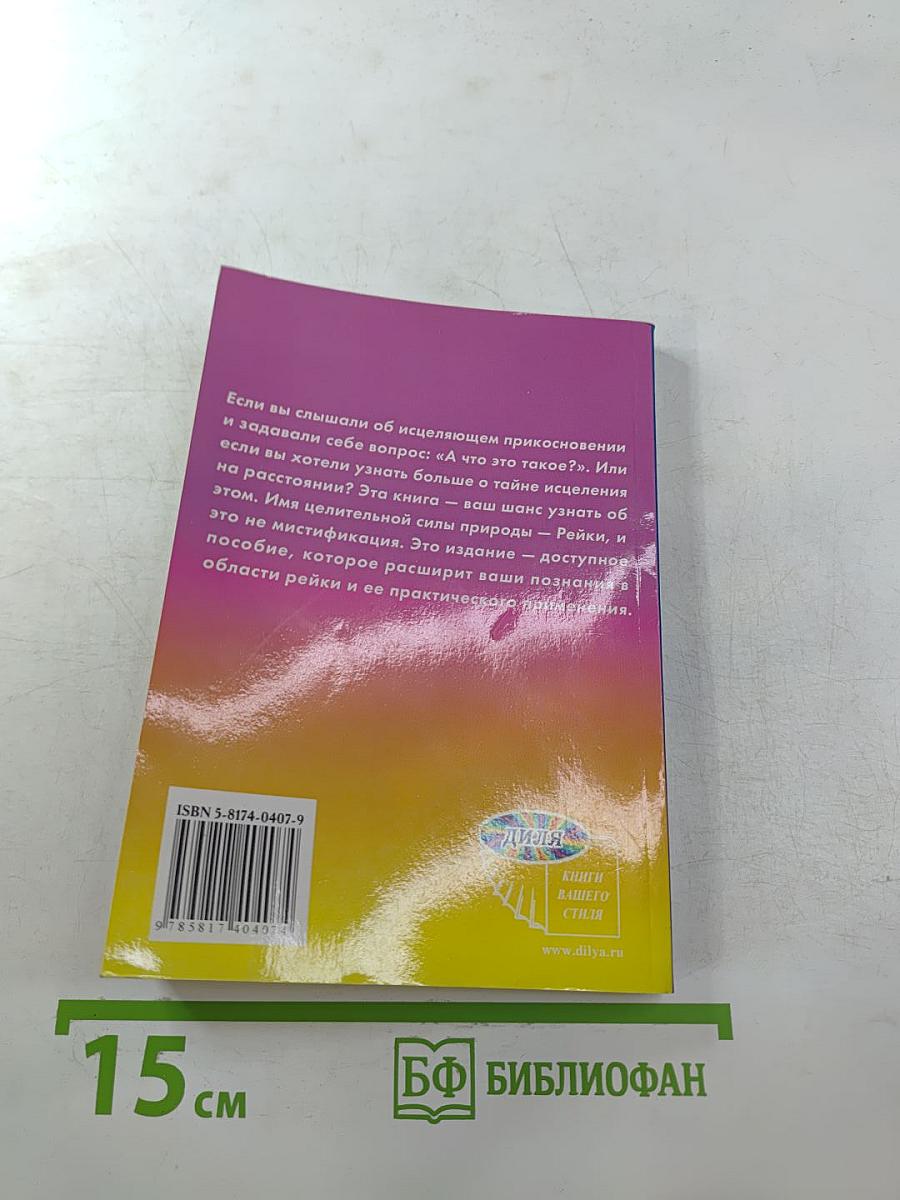 Если вы слышали об исцеляющем прикосновении
и задавали себе вопрос: «А что это такое?». Или
если вы хотели узнать больше о тайне исцеления
на расстоянии? Эта книга — ваш шанс узнать об
этом. Имя целительной силы природы — Рейки, и
это не мистификация. Это издание — доступное
пособие, которое расширит ваши познания в
области рейки и ее практического применения.
ISBN 5-8174-0407-9
9 785817 404074
ДИЛЯ
КНИГИ
ВАШЕГО
СТИЛЯ
www.dilya.ru
15 см
БФ БИБЛИОФАН